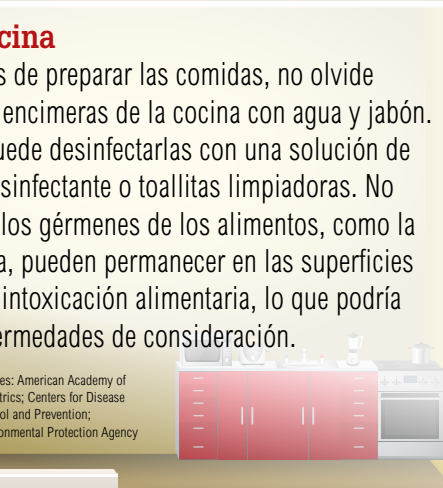 cina
s de preparar las comidas, no olvide
encimeras de la cocina con agua y jabón.
uede desinfectarlas con una solución de
sinfectante o toallitas limpiadoras. No
los gérmenes de los alimentos, como la
a, pueden permanecer en las superficies
intoxicación alimentaria, lo que podría
ermedades de consideración.
es: American Academy of
trics; Centers for Disease
ol and Prevention;
onmental Protection Agency